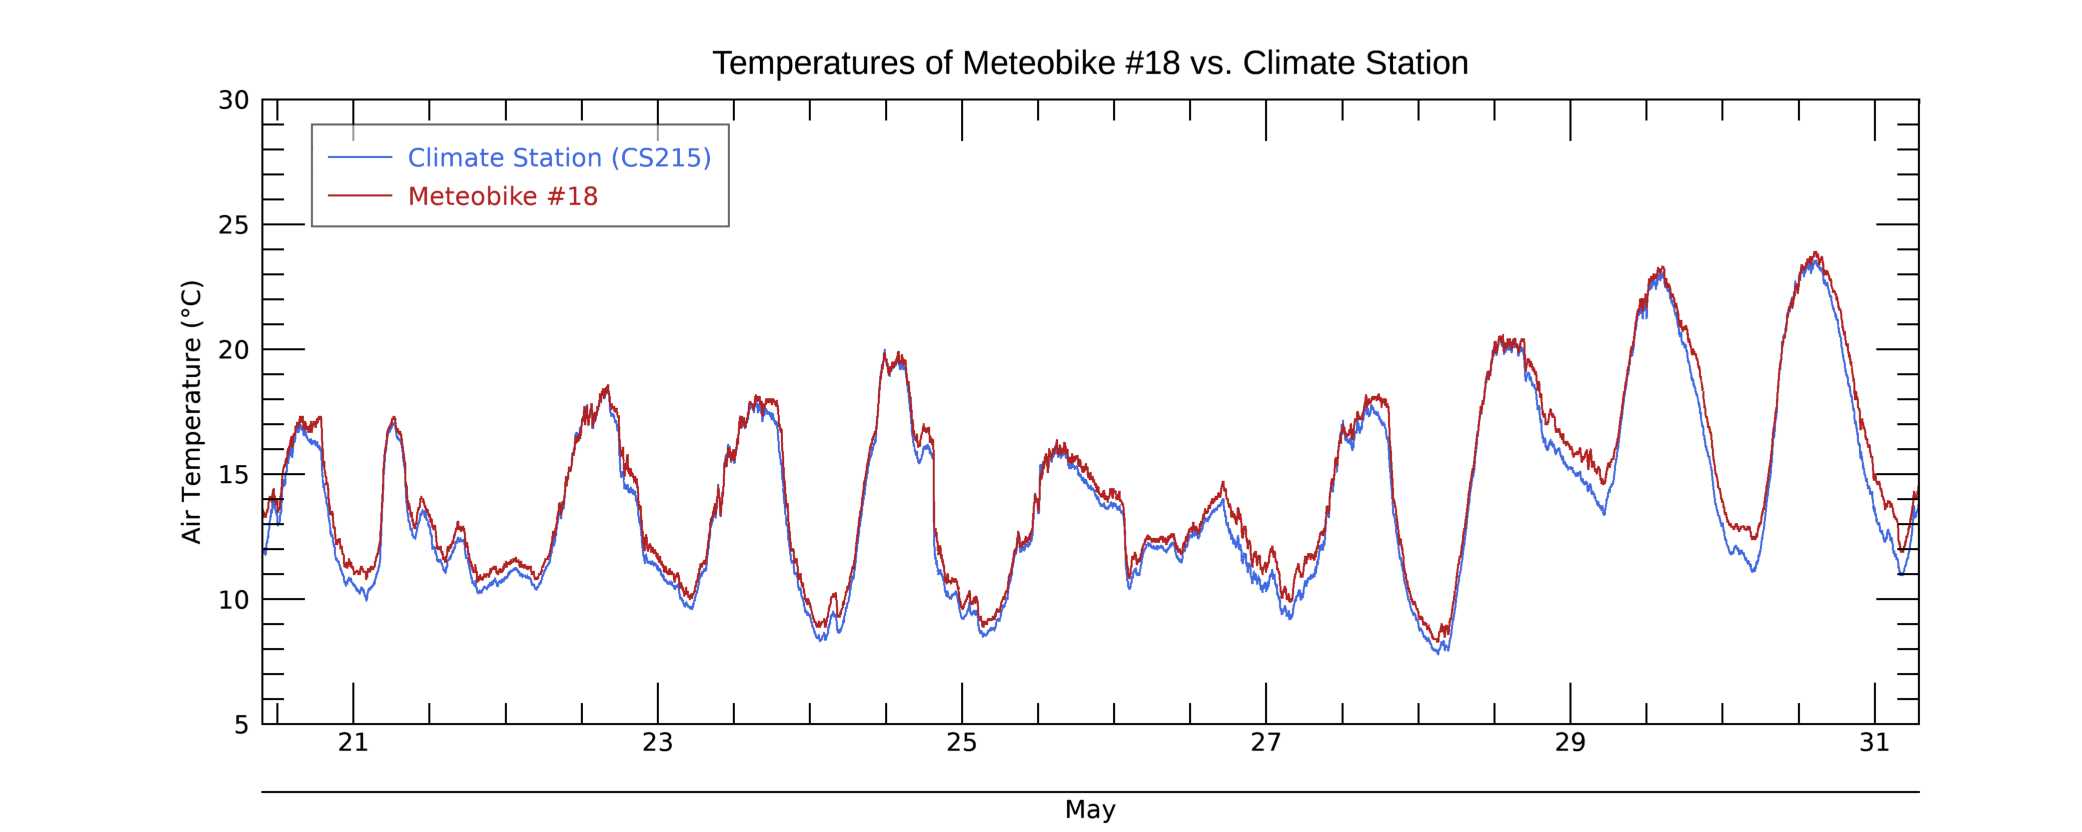 Temperatures of Meteobike #18 vs. Climate Station
30
25
20
15
10
5
Air Temperature (°C)
Climate Station (CS215)
Meteobike #18
21 23 25 27 29 31
May